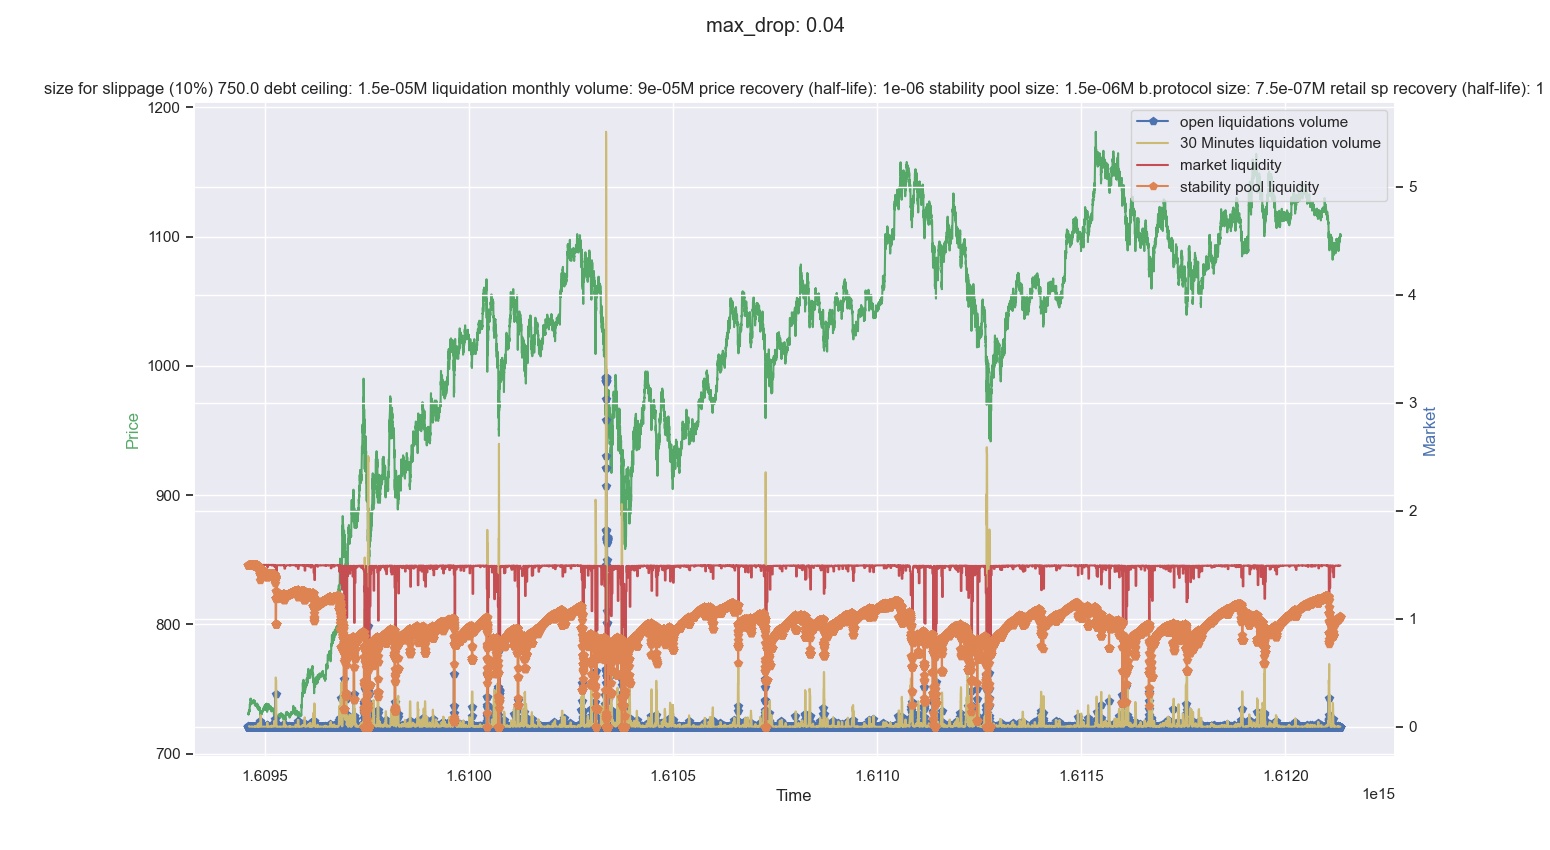 max_drop: 0.04
size for slippage (10%) 750.0 debt ceiling: 1.5e-05M liquidation monthly volume: 9e-05M price recovery (half-life): 1e-06 stability pool size: 1.5e-06M b.protocol size: 7.5e-07M retail sp recovery (half-life): 1
open liquidations volume
30 Minutes liquidation volume
market liquidity
stability pool liquidity
1200
1100
1000
900
800
700
Price
5
4
3
2
1
0
Market
1.6095 1.6100 1.6105 1.6110 1.6115 1.6120
Time
1e15